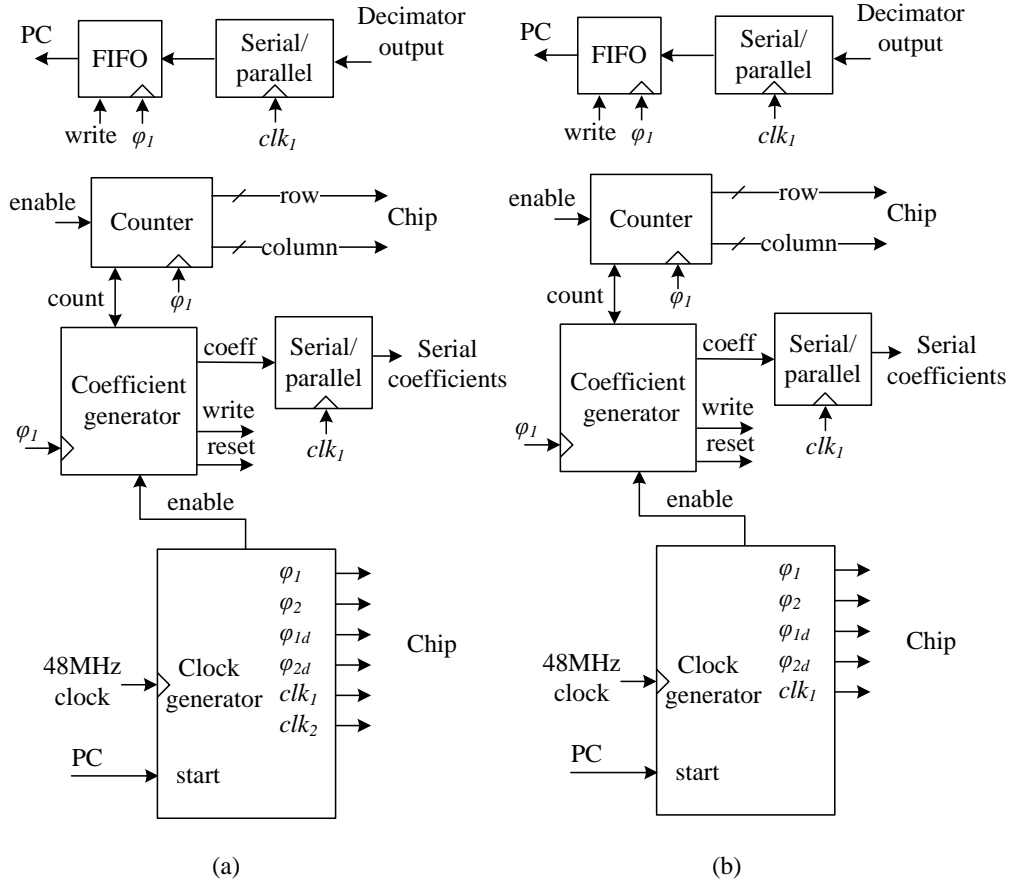 PC
FIFO
Serial/
parallel
Decimator
output
write
φ1
clk1
enable
Counter
row
column
Chip
φ1
count
Coefficient
generator
φ1
coeff
write
reset
Serial/
parallel
clk1
Serial
coefficients
enable
48MHz
clock
Clock
generator
PC
start
φ1
φ2
φ1d
φ2d
clk1
clk2
Chip
(a)
PC
FIFO
Serial/
parallel
Decimator
output
write
φ1
clk1
enable
Counter
row
column
Chip
φ1
count
Coefficient
generator
φ1
coeff
write
reset
Serial/
parallel
clk1
Serial
coefficients
enable
48MHz
clock
Clock
generator
PC
start
φ1
φ2
φ1d
φ2d
clk1
Chip
(b)